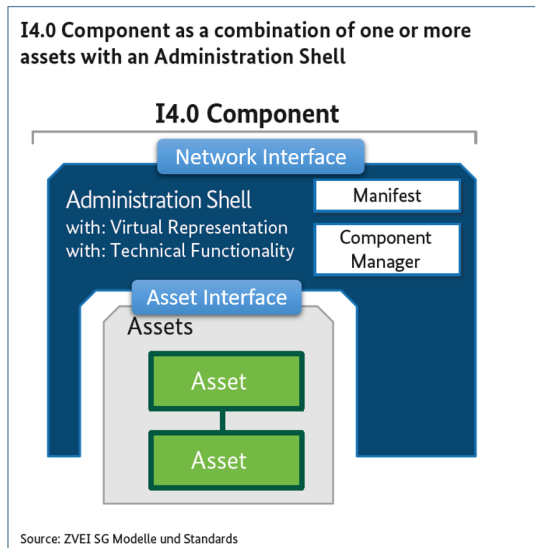 I4.0 Component as a combination of one or more
assets with an Administration Shell
I4.0 Component
Network Interface
Administration Shell
with: Virtual Representation
with: Technical Functionality
Manifest
Component
Manager
Asset Interface
Assets
Asset
Asset
Source: ZVEI SG Modelle und Standards